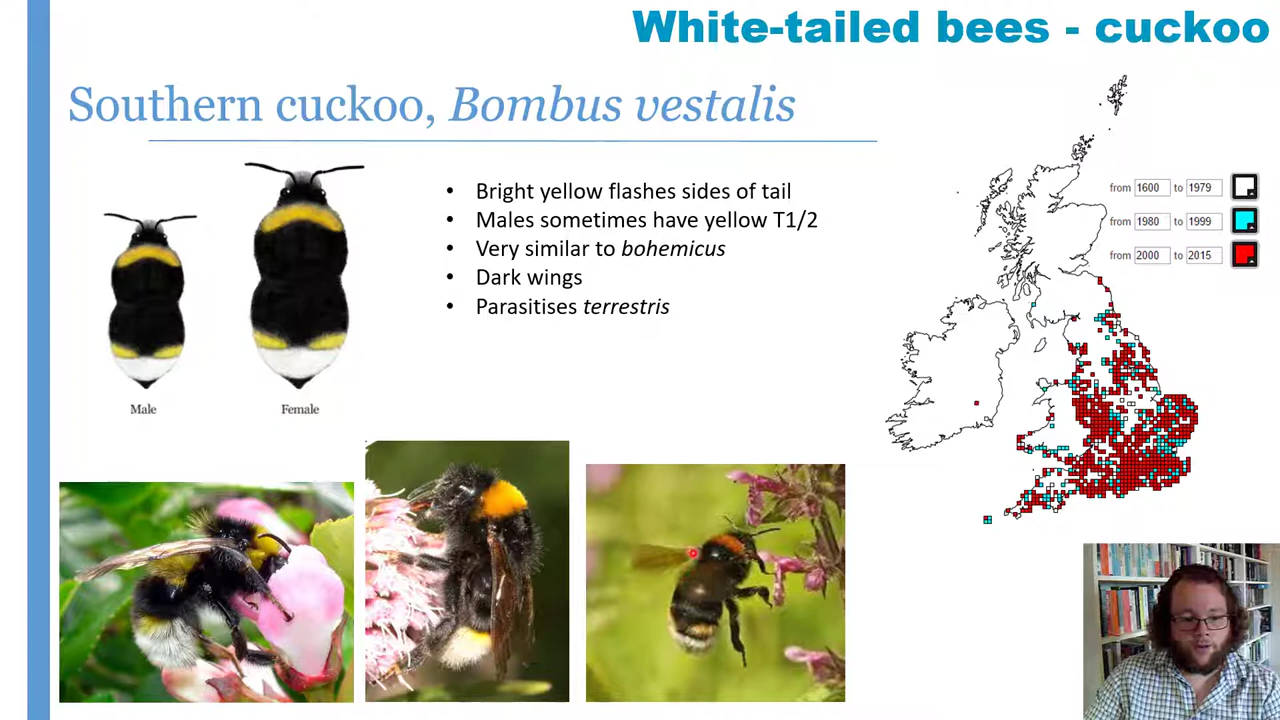 White-tailed bees - cuckoo
Southern cuckoo, Bombus vestalis
• Bright yellow flashes sides of tail
• Males sometimes have yellow T1/2
• Very similar to bohemicus
• Dark wings
• Parasitises terrestris
Male
Female
from 1600 to 1979
from 1980 to 1999
from 2000 to 2015